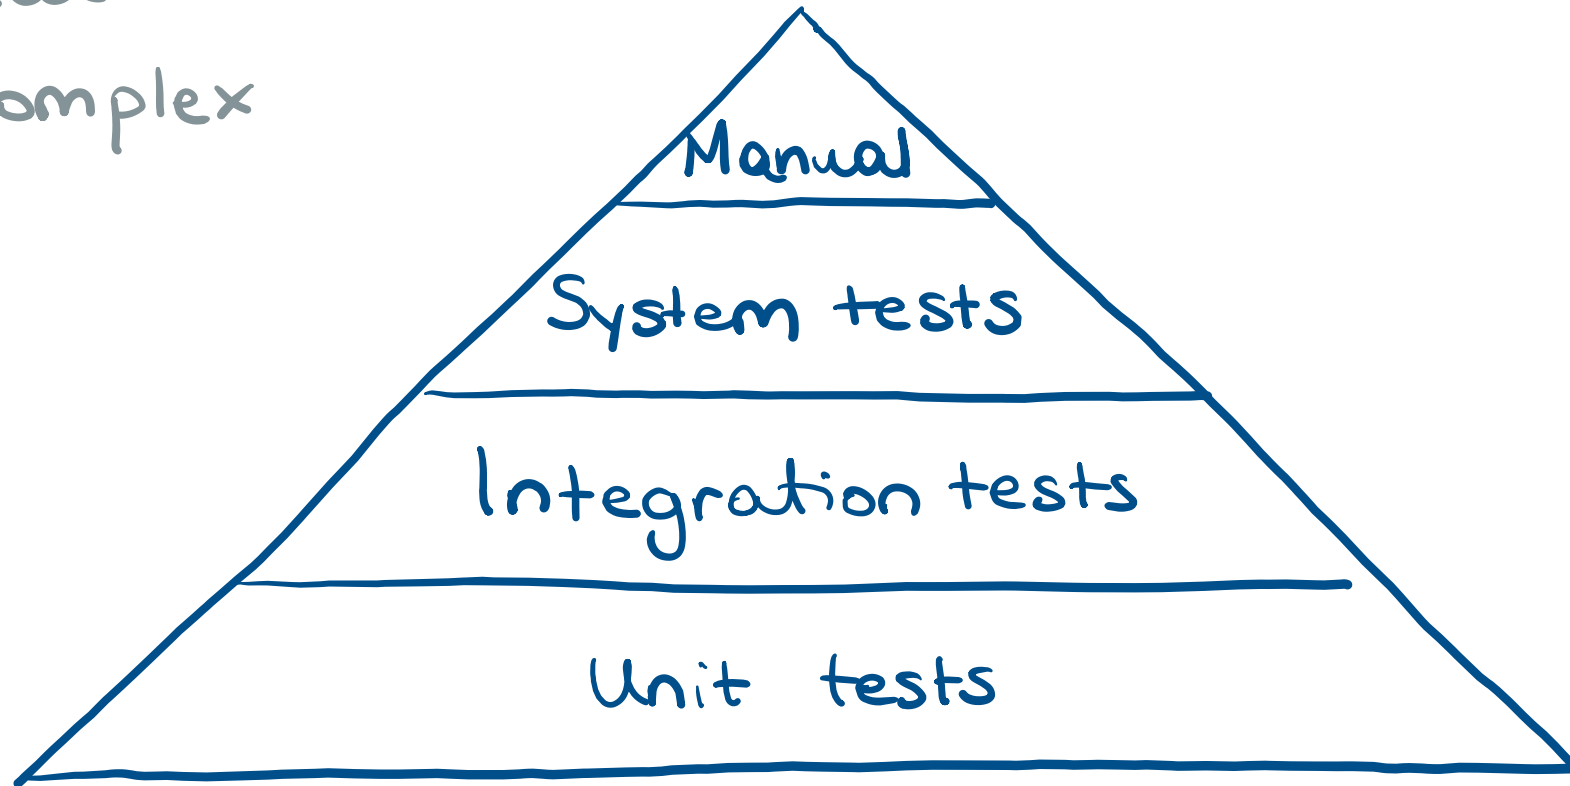 omplex
Manual
System tests
Integration tests
Unit tests